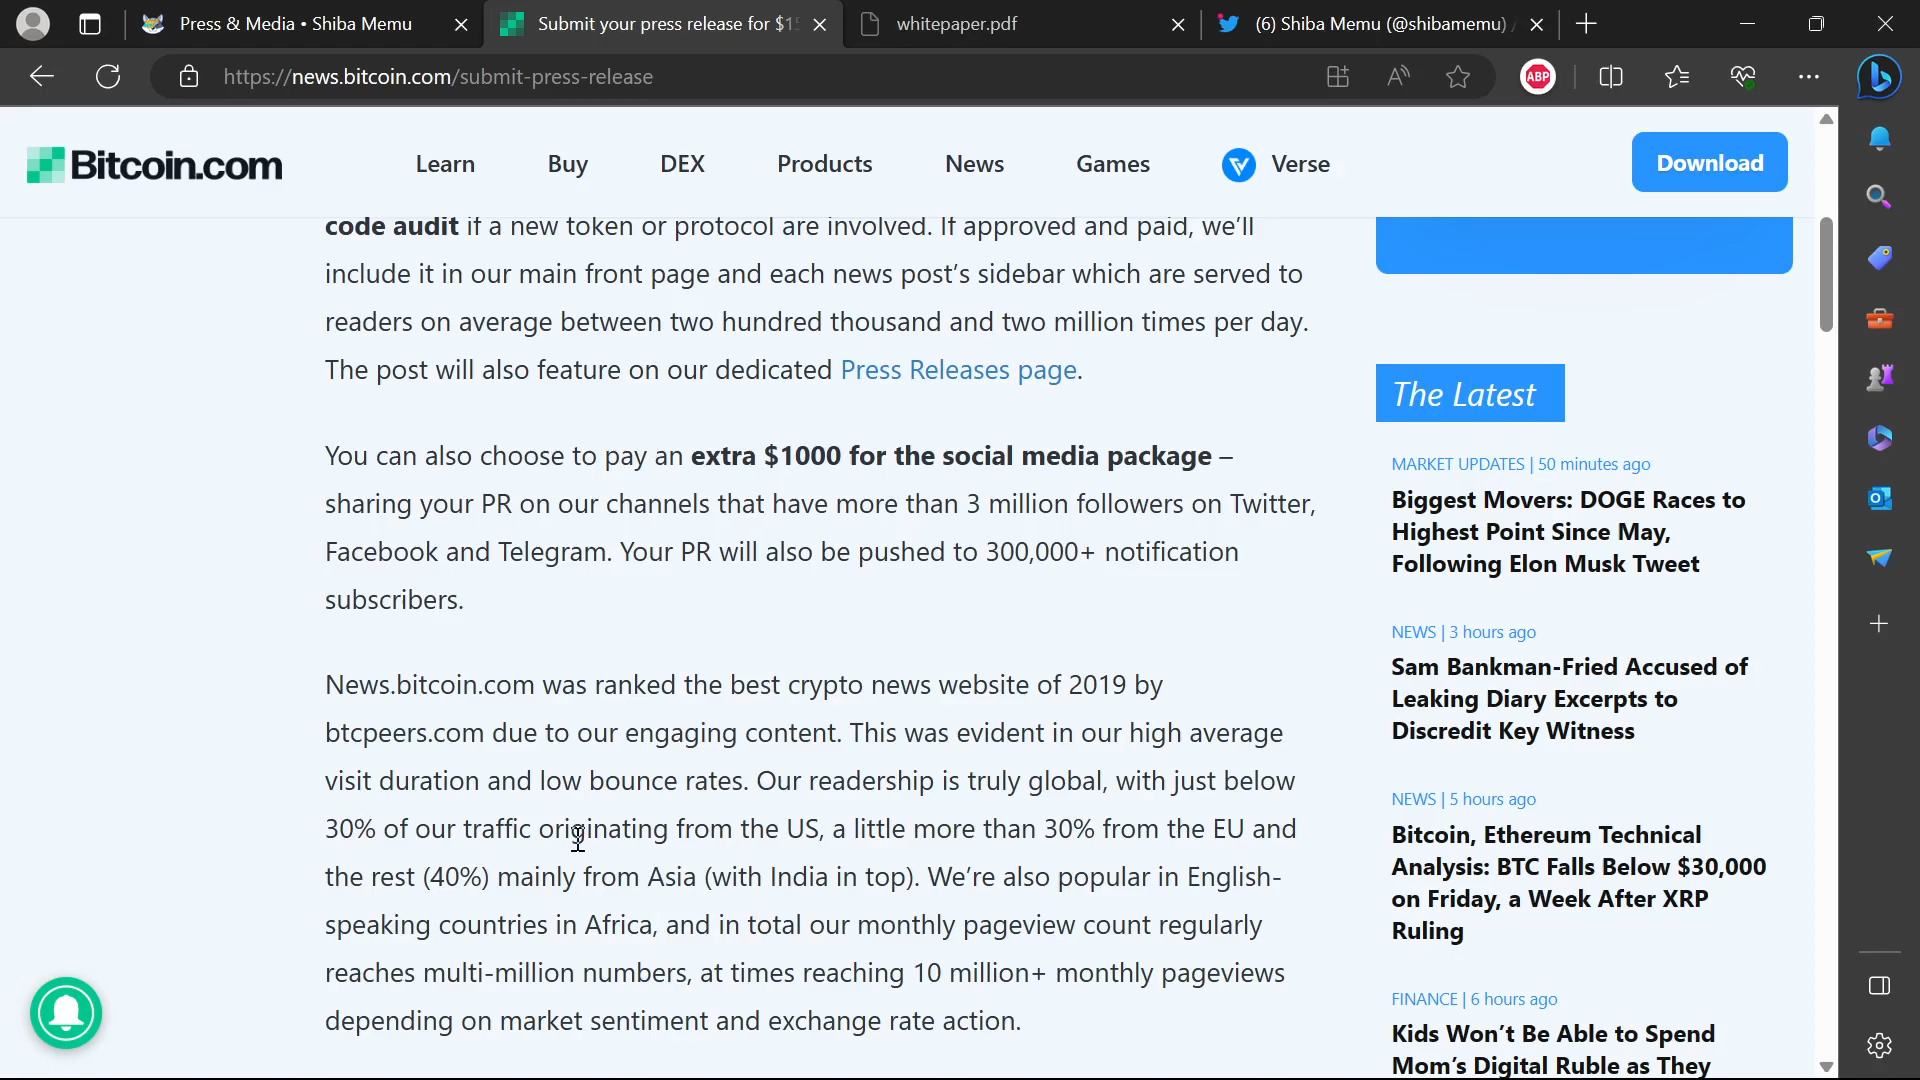 Press & Media • Shiba Memu
Submit your press release for $1
whitepaper.pdf
(6) Shiba Memu (@shibamemu)
https://news.bitcoin.com/submit-press-release
ABP
Bitcoin.com
Learn
Buy
DEX
Products
News
Games
Verse
Download
code audit if a new token or protocol are involved. If approved and paid, we'll
include it in our main front page and each news post's sidebar which are served to
readers on average between two hundred thousand and two million times per day.
The post will also feature on our dedicated Press Releases page.
You can also choose to pay an extra $1000 for the social media package –
sharing your PR on our channels that have more than 3 million followers on Twitter,
Facebook and Telegram. Your PR will also be pushed to 300,000+ notification
subscribers.
News.bitcoin.com was ranked the best crypto news website of 2019 by
btcpeers.com due to our engaging content. This was evident in our high average
visit duration and low bounce rates. Our readership is truly global, with just below
30% of our traffic originating from the US, a little more than 30% from the EU and
the rest (40%) mainly from Asia (with India in top). We're also popular in English-
speaking countries in Africa, and in total our monthly pageview count regularly
reaches multi-million numbers, at times reaching 10 million+ monthly pageviews
depending on market sentiment and exchange rate action.
The Latest
MARKET UPDATES | 50 minutes ago
Biggest Movers: DOGE Races to
Highest Point Since May,
Following Elon Musk Tweet
NEWS | 3 hours ago
Sam Bankman-Fried Accused of
Leaking Diary Excerpts to
Discredit Key Witness
NEWS | 5 hours ago
Bitcoin, Ethereum Technical
Analysis: BTC Falls Below $30,000
on Friday, a Week After XRP
Ruling
FINANCE | 6 hours ago
Kids Won't Be Able to Spend
Mom's Digital Ruble as They